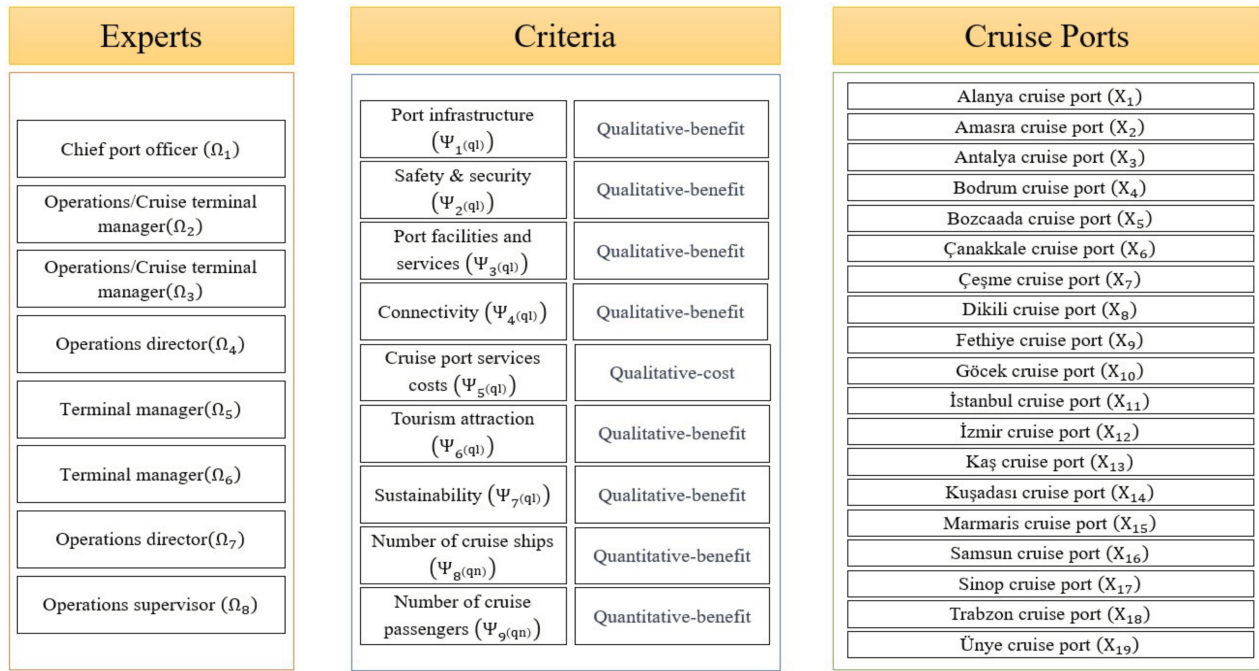 Experts
Chief port officer (Ω₁)
Operations/Cruise terminal
manager(Ω₂)
Operations/Cruise terminal
manager(Ω₃)
Operations director(Ω₄)
Terminal manager(Ω₅)
Terminal manager(Ω₆)
Operations director(Ω₇)
Operations supervisor (Ω₈)
Criteria
Port infrastructure
(Ψ₁(ql))
Qualitative-benefit
Safety & security
(Ψ₂(ql))
Qualitative-benefit
Port facilities and
services (Ψ₃(ql))
Qualitative-benefit
Connectivity (Ψ₄(ql))
Qualitative-benefit
Cruise port services
costs (Ψ₅(ql))
Qualitative-cost
Tourism attraction
(Ψ₆(ql))
Qualitative-benefit
Sustainability (Ψ₇(ql))
Qualitative-benefit
Number of cruise ships
(Ψ₈(qn))
Quantitative-benefit
Number of cruise
passengers (Ψ₉(qn))
Quantitative-benefit
Cruise Ports
Alanya cruise port (X₁)
Amasra cruise port (X₂)
Antalya cruise port (X₃)
Bodrum cruise port (X₄)
Bozcaada cruise port (X₅)
Çanakkale cruise port (X₆)
Çeşme cruise port (X₇)
Dikili cruise port (X₈)
Fethiye cruise port (X₉)
Göcek cruise port (X₁₀)
İstanbul cruise port (X₁₁)
İzmir cruise port (X₁₂)
Kaş cruise port (X₁₃)
Kuşadası cruise port (X₁₄)
Marmaris cruise port (X₁₅)
Samsun cruise port (X₁₆)
Sinop cruise port (X₁₇)
Trabzon cruise port (X₁₈)
Ünye cruise port (X₁₉)